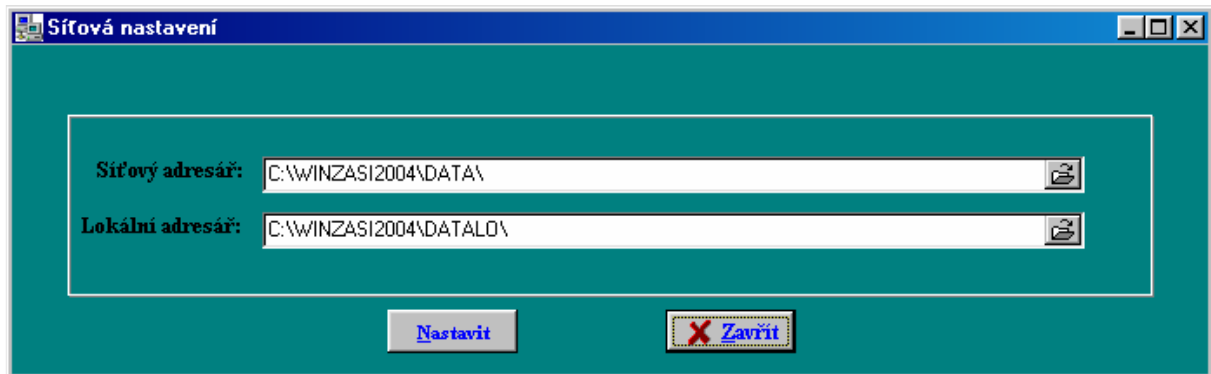 Síťová nastavení
Síťový adresář: C:\WINZASI2004\DATA\
Lokální adresář: C:\WINZASI2004\DATALO\
Nastavit Zavřít